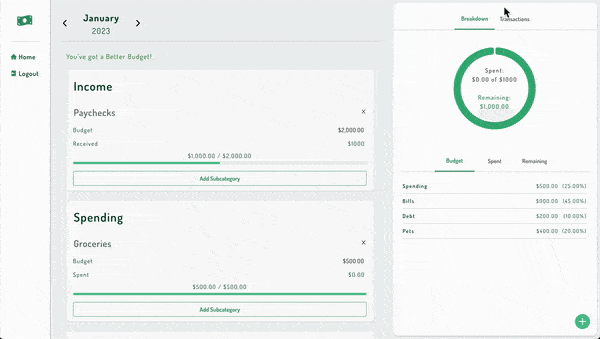 Home
Logout
January
2023
You've got a Better Budget!
Income
Paychecks X
Budget $2,000.00
Received $1000
$1,000.00 / $2,000.00
Add Subcategory
Spending
Groceries X
Budget $500.00
Spent $0.00
$500.00 / $500.00
Add Subcategory
Breakdown Transactions
Spent:
$0.00 of $1000
Remaining:
$1,000.00
Budget Spent Remaining
Spending $500.00 (25.00%)
Bills $900.00 (45.00%)
Debt $200.00 (10.00%)
Pets $400.00 (20.00%)